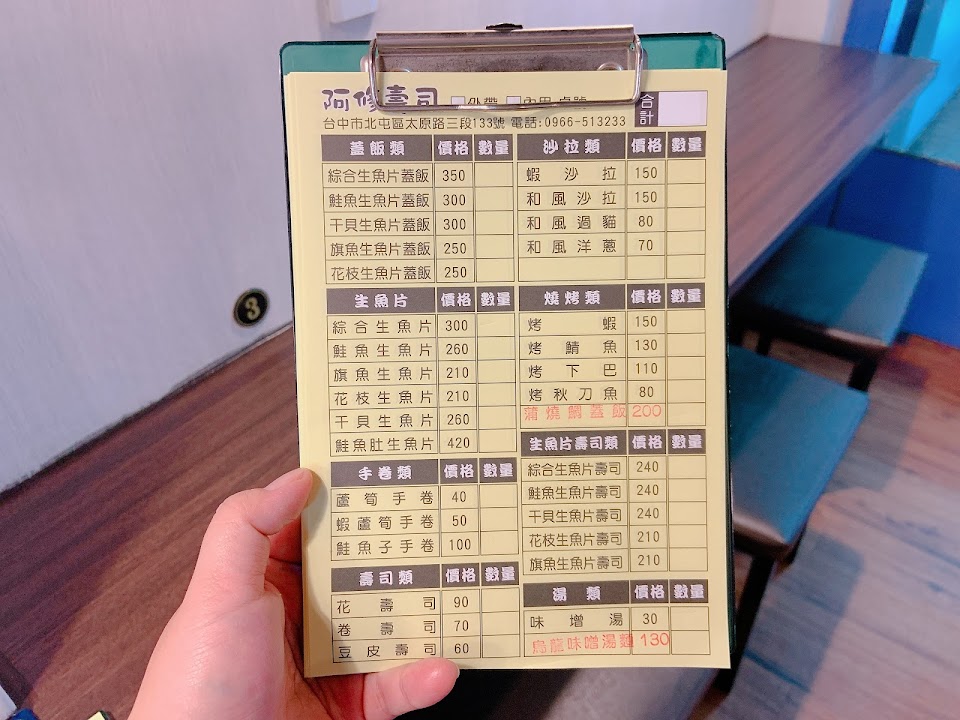 阿修壽司 外帶 內用 桌號
合計
台中市北屯區太原路三段133號 電話:0966-513233
蓋飯類 價格 數量
綜合生魚片蓋飯 350
鮭魚生魚片蓋飯 300
干貝生魚片蓋飯 300
旗魚生魚片蓋飯 250
花枝生魚片蓋飯 250
生魚片 價格 數量
綜合生魚片 300
鮭魚生魚片 260
旗魚生魚片 210
花枝生魚片 210
干貝生魚片 260
鮭魚肚生魚片 420
手卷類 價格 數量
蘆筍手卷 40
蝦蘆筍手卷 50
鮭魚子手卷 100
壽司類 價格 數量
花壽司 90
卷壽司 70
豆皮壽司 60
沙拉類 價格 數量
蝦沙拉 150
和風沙拉 150
和風過貓 80
和風洋蔥 70
燒烤類 價格 數量
烤蝦 150
烤鯖魚 130
烤下巴 110
烤秋刀魚 80
蒲燒鯛蓋飯 200
生魚片壽司類 價格 數量
綜合生魚片壽司 240
鮭魚生魚片壽司 240
干貝生魚片壽司 240
花枝生魚片壽司 210
旗魚生魚片壽司 210
湯類 價格 數量
味增湯 30
烏龍味噌湯麵 130
3